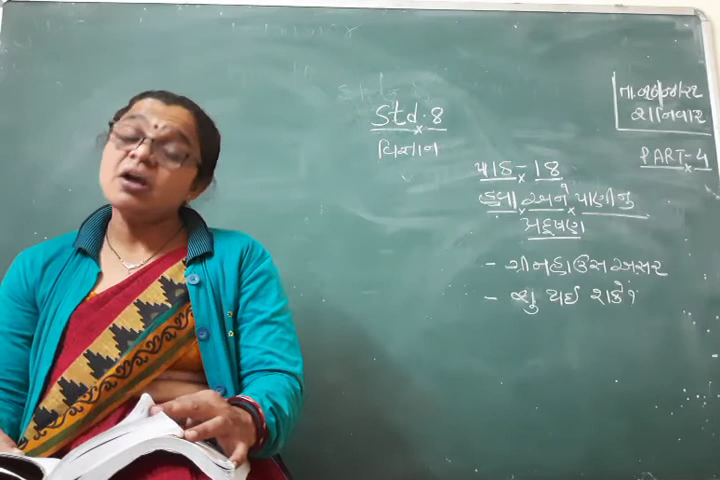 Std. 8
વિજ્ઞાન
શનિવાર
PART-4
પાઠ - 18
હવા અને પાણીનુ
પ્રદૂષણ
- ગ્રીનહાઉસ અસર
- શુ થઈ શકે?